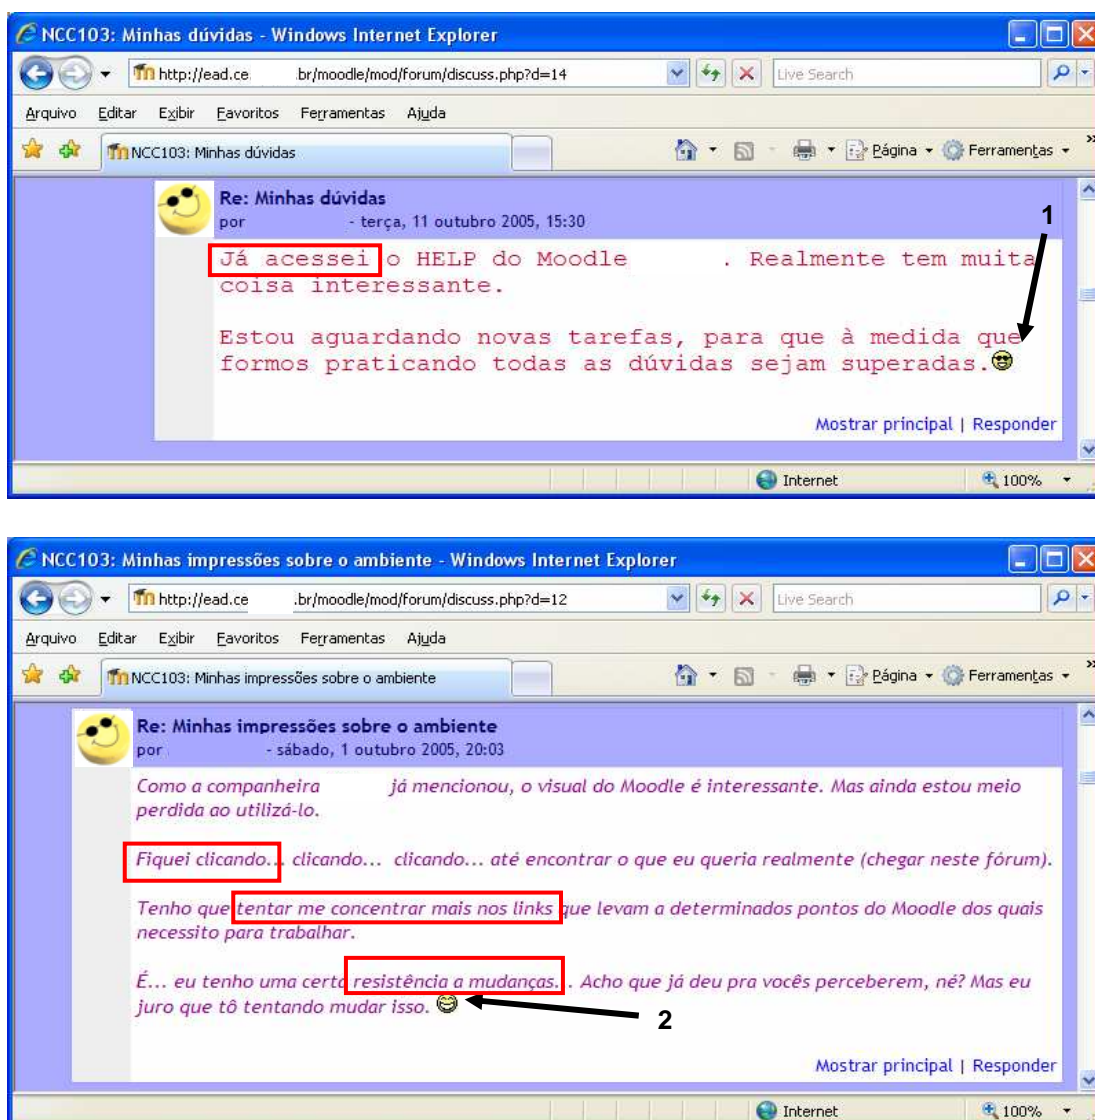 NCC103: Minhas dúvidas - Windows Internet Explorer
http://ead.ce .br/moodle/mod/forum/discuss.php?d=14
Live Search
Arquivo Editar Exibir Favoritos Ferramentas Ajuda
NCC103: Minhas dúvidas
Página Ferramentas
Re: Minhas dúvidas
por - terça, 11 outubro 2005, 15:30
1
Já acessei o HELP do Moodle . Realmente tem muita
coisa interessante.
Estou aguardando novas tarefas, para que à medida que
formos praticando todas as dúvidas sejam superadas.
Mostrar principal | Responder
Internet 100%
NCC103: Minhas impressões sobre o ambiente - Windows Internet Explorer
http://ead.ce .br/moodle/mod/forum/discuss.php?d=12
Live Search
Arquivo Editar Exibir Favoritos Ferramentas Ajuda
NCC103: Minhas impressões sobre o ambiente
Página Ferramentas
Re: Minhas impressões sobre o ambiente
por - sábado, 1 outubro 2005, 20:03
Como a companheira já mencionou, o visual do Moodle é interessante. Mas ainda estou meio
perdida ao utilizá-lo.
Fiquei clicando... clicando... clicando... até encontrar o que eu queria realmente (chegar neste fórum).
Tenho que tentar me concentrar mais nos links que levam a determinados pontos do Moodle dos quais
necessito para trabalhar.
É... eu tenho uma certa resistência a mudanças... Acho que já deu pra vocês perceberem, né? Mas eu
juro que tô tentando mudar isso.
2
Mostrar principal | Responder
Internet 100%